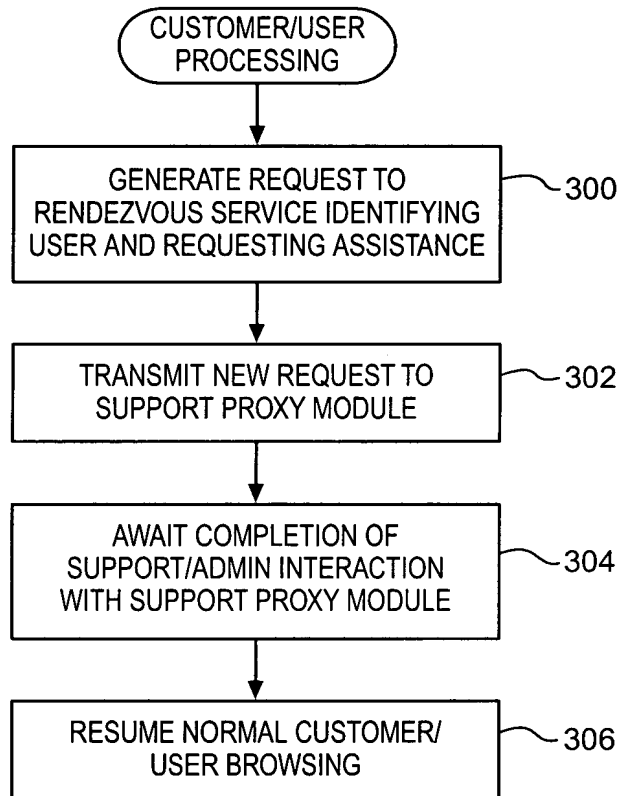 CUSTOMER/USER
PROCESSING
GENERATE REQUEST TO
RENDEZVOUS SERVICE IDENTIFYING
USER AND REQUESTING ASSISTANCE
300
TRANSMIT NEW REQUEST TO
SUPPORT PROXY MODULE
302
AWAIT COMPLETION OF
SUPPORT/ADMIN INTERACTION
WITH SUPPORT PROXY MODULE
304
RESUME NORMAL CUSTOMER/
USER BROWSING
306